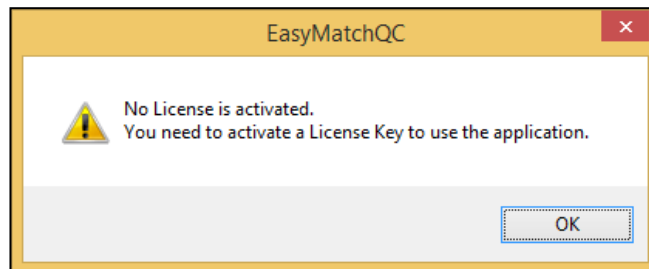 EasyMatchQC
No License is activated.
You need to activate a License Key to use the application.
OK